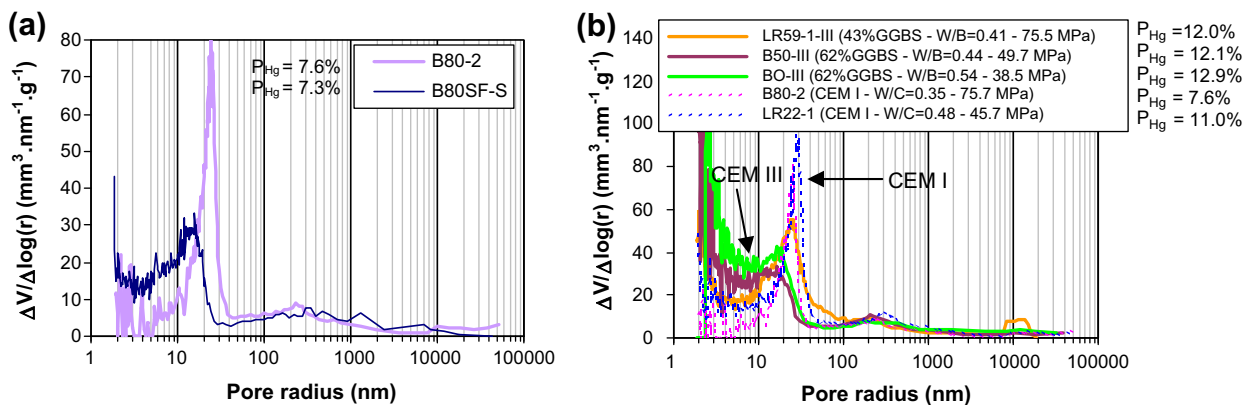 (a)
80
70
60
50
40
30
20
10
0
ΔV/Δlog(r) (mm³.nm⁻¹.g⁻¹)
P_Hg = 7.6%
P_Hg = 7.3%
B80-2
B80SF-S
1 10 100 1000 10000 100000
Pore radius (nm)
(b)
140
120
100
80
60
40
20
0
ΔV/Δlog(r) (mm³.nm⁻¹.g⁻¹)
LR59-1-III (43%GGBS - W/B=0.41 - 75.5 MPa)
B50-III (62%GGBS - W/B=0.44 - 49.7 MPa)
BO-III (62%GGBS - W/B=0.54 - 38.5 MPa)
B80-2 (CEM I - W/C=0.35 - 75.7 MPa)
LR22-1 (CEM I - W/C=0.48 - 45.7 MPa)
P_Hg =12.0%
P_Hg = 12.1%
P_Hg = 12.9%
P_Hg = 7.6%
P_Hg = 11.0%
CEM III
CEM I
1 10 100 1000 10000 100000
Pore radius (nm)